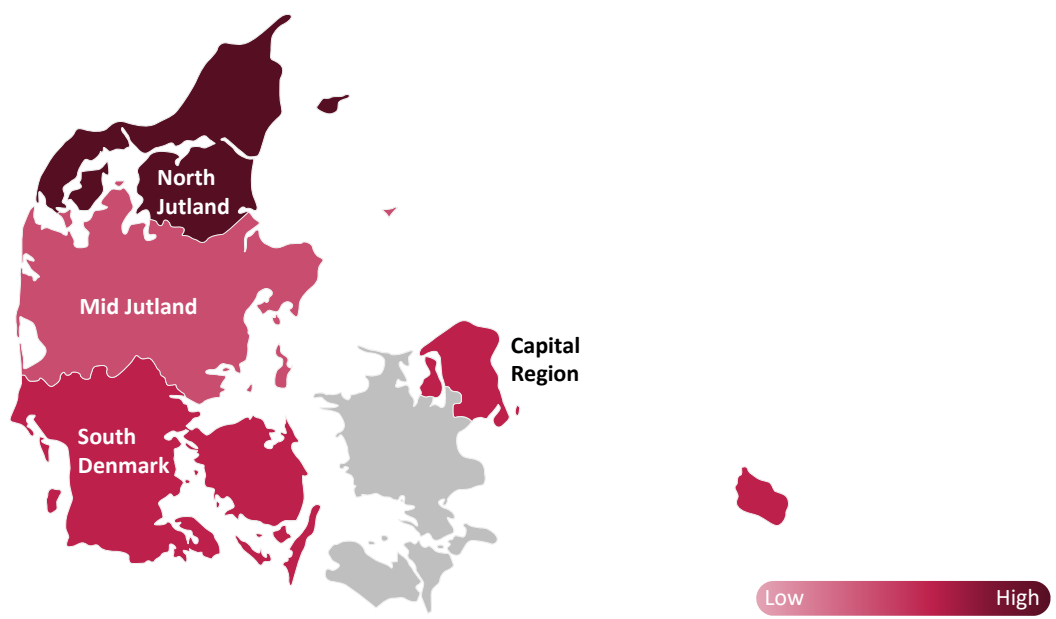 North
Jutland
Mid Jutland
Capital
Region
South
Denmark
Low
High